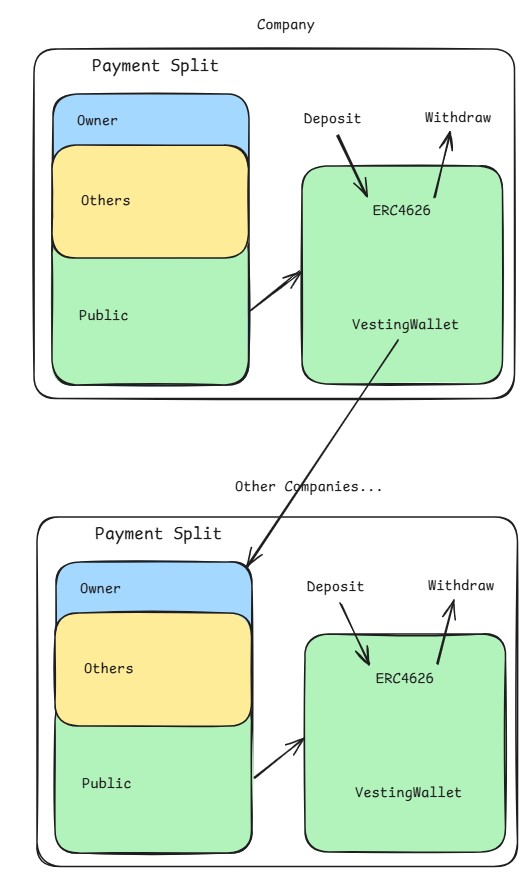 Company
Payment Split
Owner
Others
Public
Deposit
Withdraw
ERC4626
VestingWallet
Other Companies...
Payment Split
Owner
Others
Public
Deposit
Withdraw
ERC4626
VestingWallet